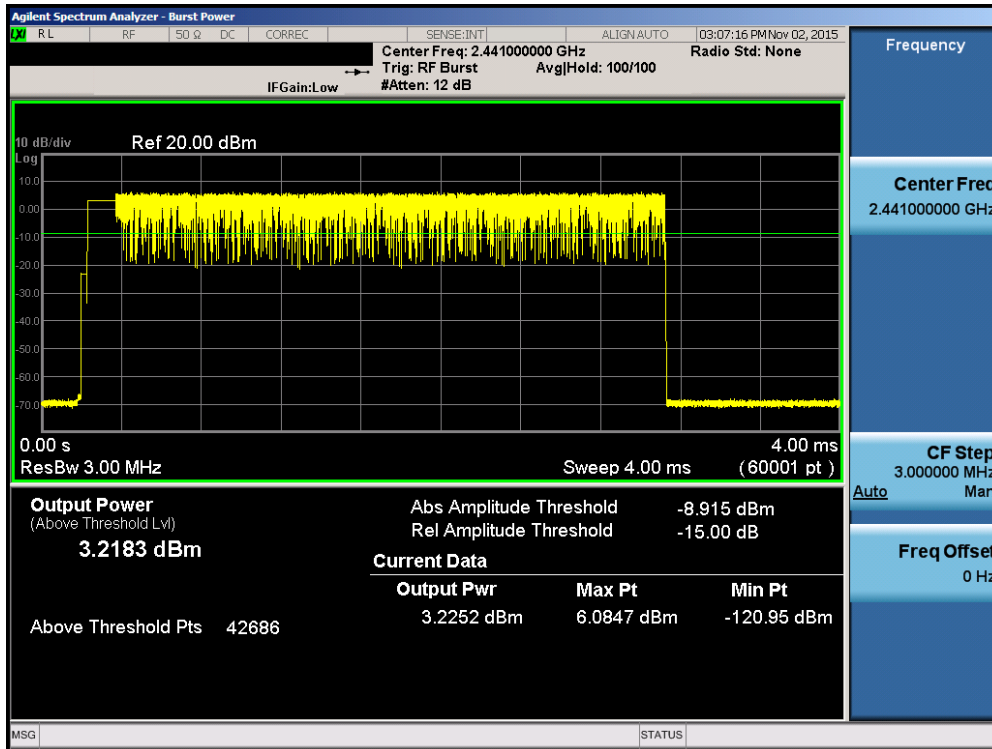 Agilent Spectrum Analyzer - Burst Power
LXI RL RF 50 Ω DC CORREC SENSE:INT ALIGN AUTO 03:07:16 PM Nov 02, 2015
Center Freq: 2.441000000 GHz Radio Std: None
Trig: RF Burst Avg|Hold: 100/100
IFGain:Low #Atten: 12 dB
10 dB/div Ref 20.00 dBm
Log
10.0
0.00
-10.0
-20.0
-30.0
-40.0
-50.0
-60.0
-70.0
0.00 s 4.00 ms
ResBw 3.00 MHz Sweep 4.00 ms (60001 pt )
Output Power
(Above Threshold Lvl)
3.2183 dBm
Above Threshold Pts 42686
Abs Amplitude Threshold -8.915 dBm
Rel Amplitude Threshold -15.00 dB
Current Data
Output Pwr Max Pt Min Pt
3.2252 dBm 6.0847 dBm -120.95 dBm
MSG STATUS
Frequency
Center Freq
2.441000000 GHz
CF Step
3.000000 MHz
Auto Man
Freq Offset
0 Hz